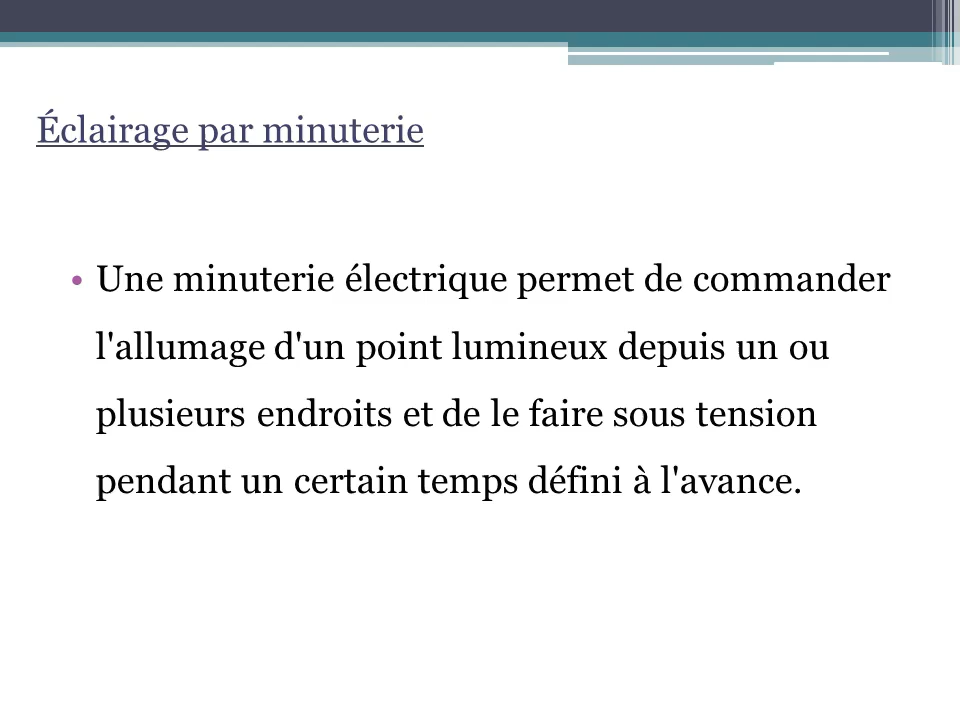 Éclairage par minuterie
• Une minuterie électrique permet de commander
l'allumage d'un point lumineux depuis un ou
plusieurs endroits et de le faire sous tension
pendant un certain temps défini à l'avance.